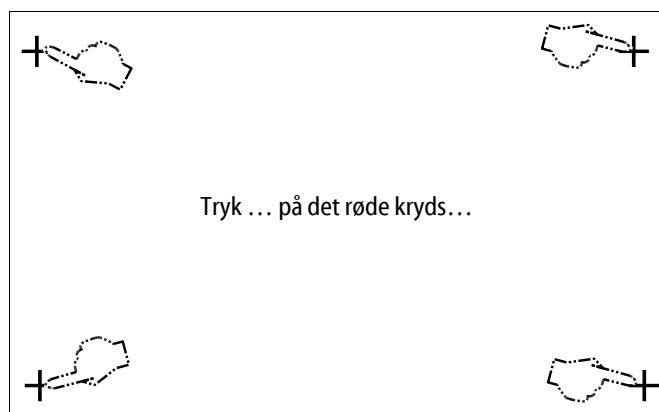 Tryk … på det røde kryds…